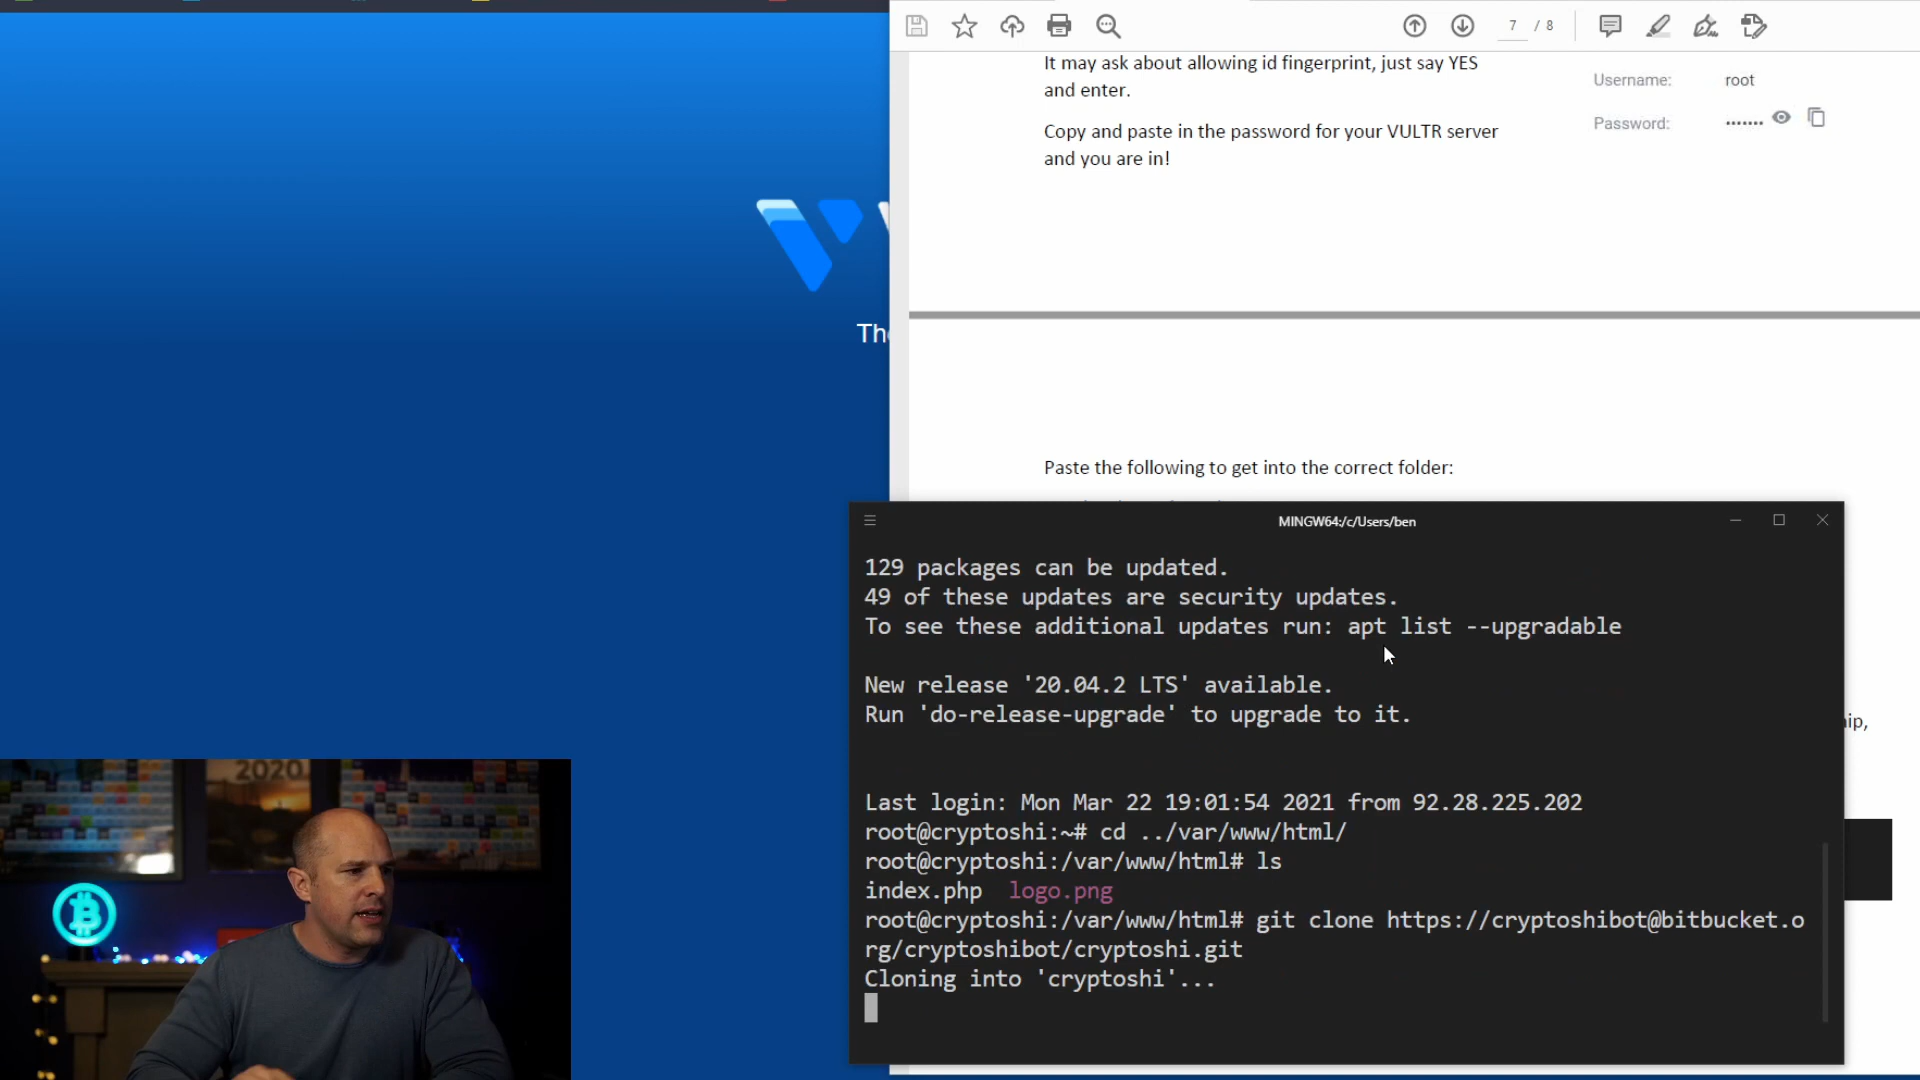 7 / 8
It may ask about allowing id fingerprint, just say YES
and enter.
Username: root
Password: .......
Copy and paste in the password for your VULTR server
and you are in!
The
Paste the following to get into the correct folder:
ip,
MINGW64:/c/Users/ben
129 packages can be updated.
49 of these updates are security updates.
To see these additional updates run: apt list --upgradable
New release '20.04.2 LTS' available.
Run 'do-release-upgrade' to upgrade to it.
Last login: Mon Mar 22 19:01:54 2021 from 92.28.225.202
root@cryptoshi:~# cd ../var/www/html/
root@cryptoshi:/var/www/html# ls
index.php logo.png
root@cryptoshi:/var/www/html# git clone https://cryptoshibot@bitbucket.o
rg/cryptoshibot/cryptoshi.git
Cloning into 'cryptoshi'...
2020